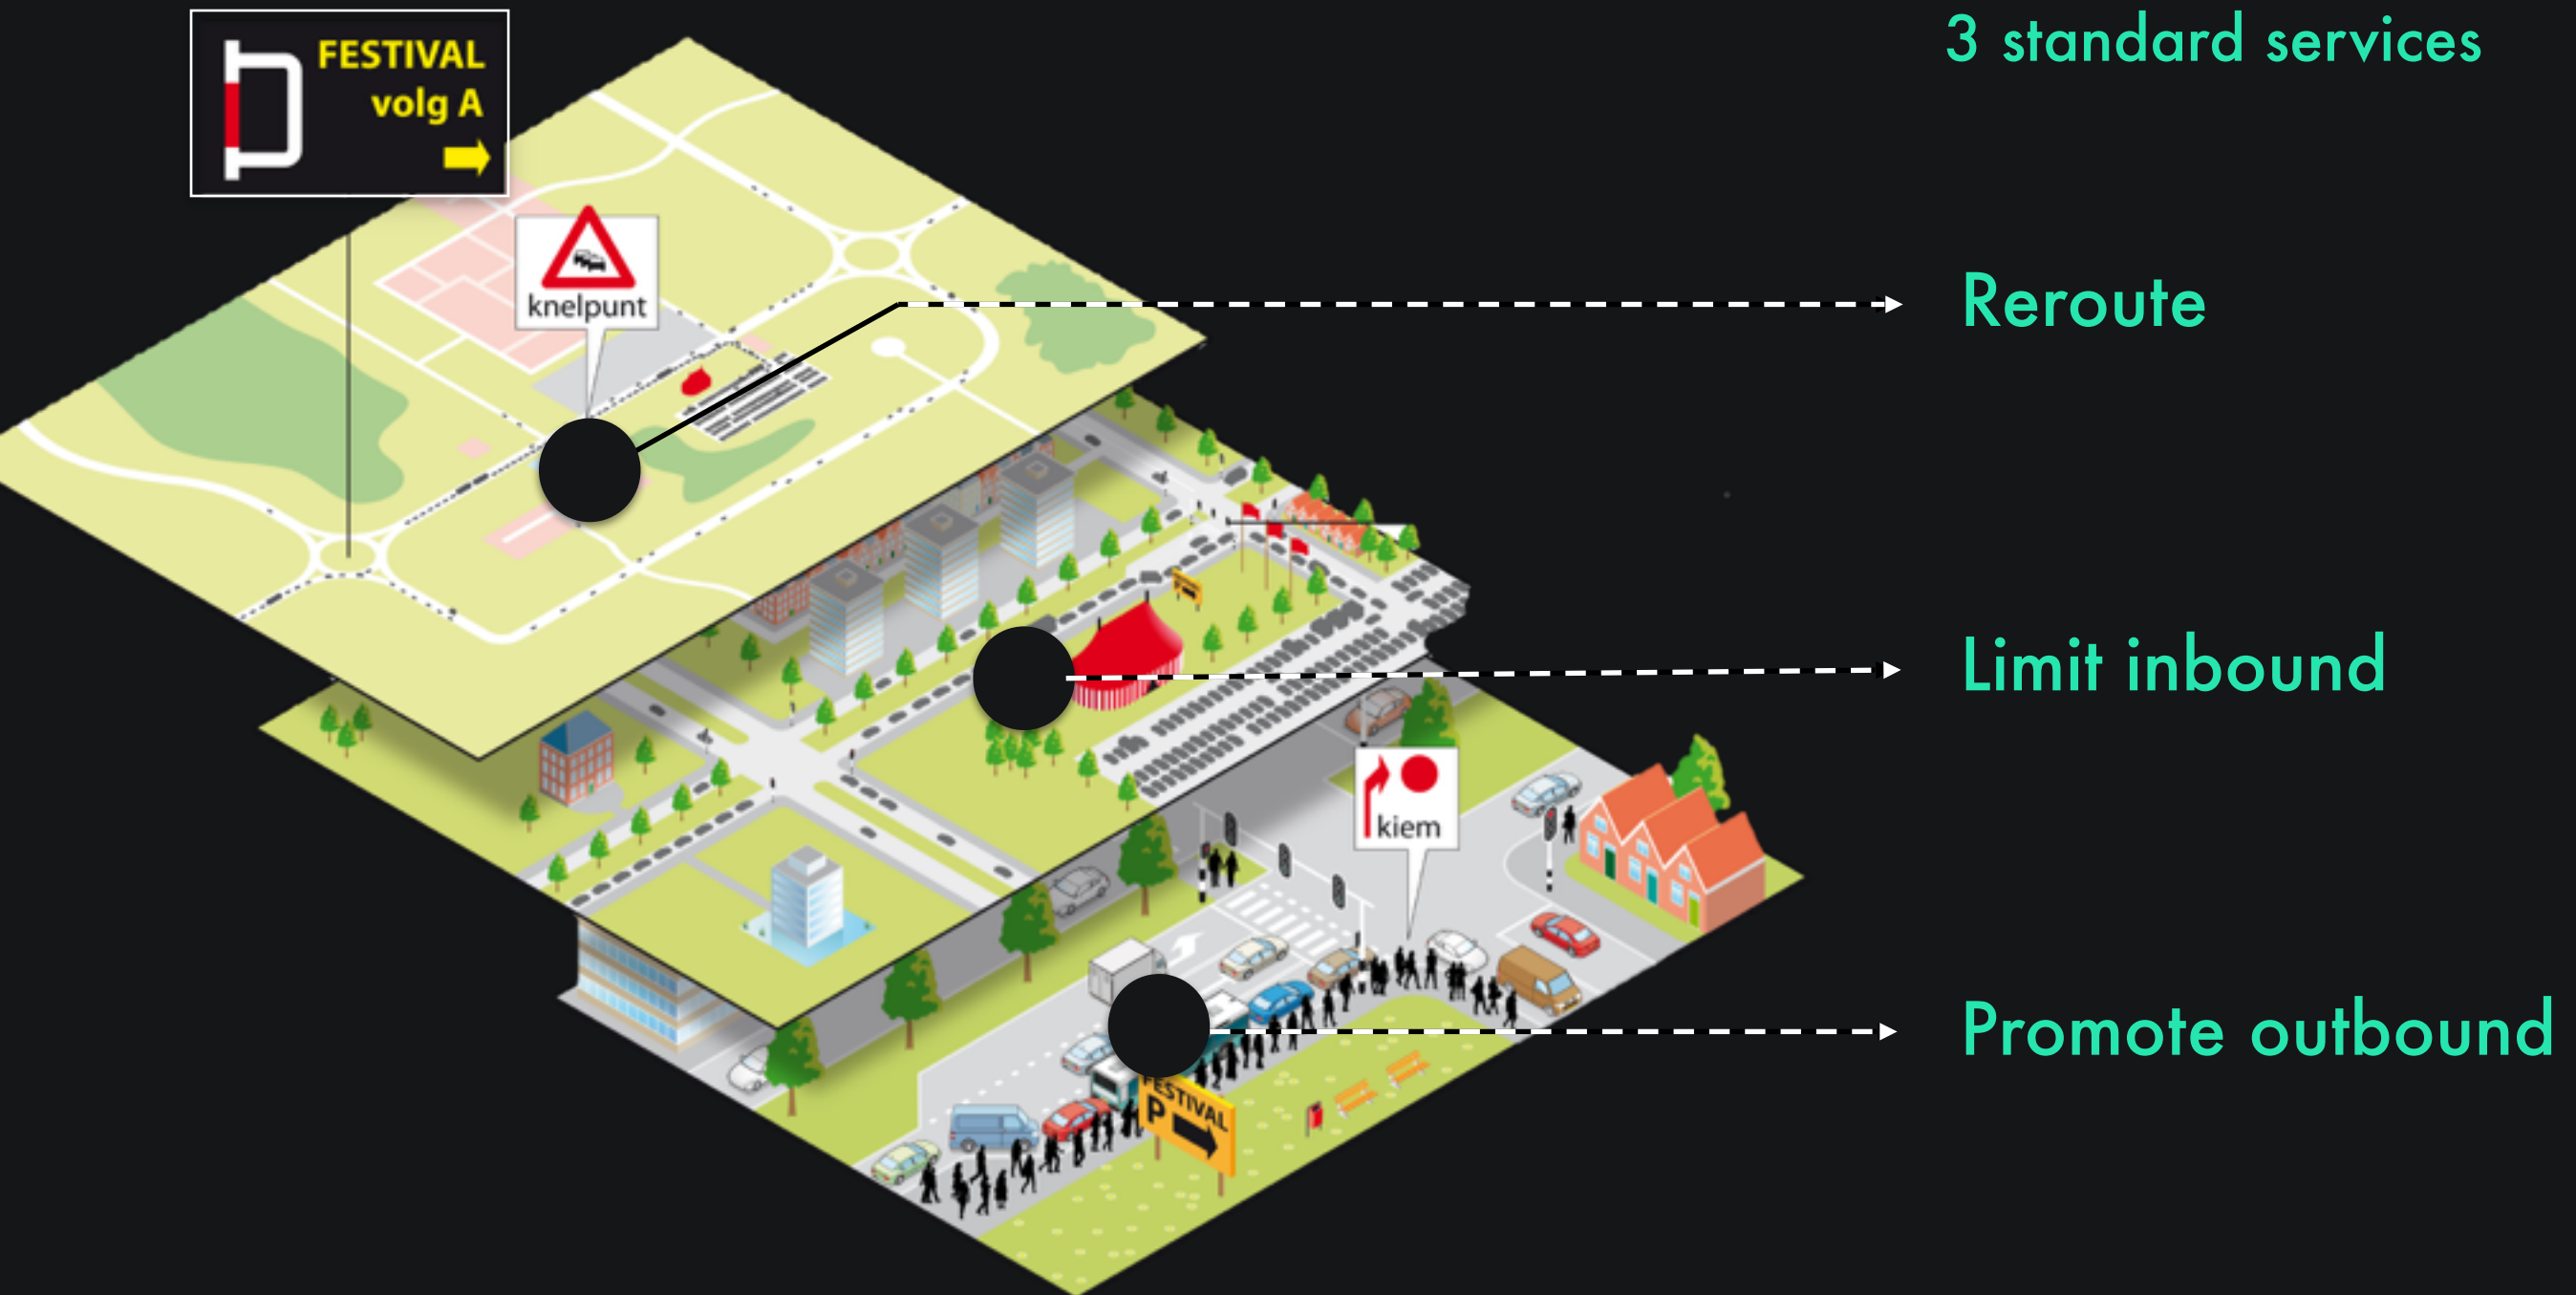 3 standard services
FESTIVAL
volg A
knelpunt
Reroute
Limit inbound
kiem
Promote outbound
FESTIVAL
P